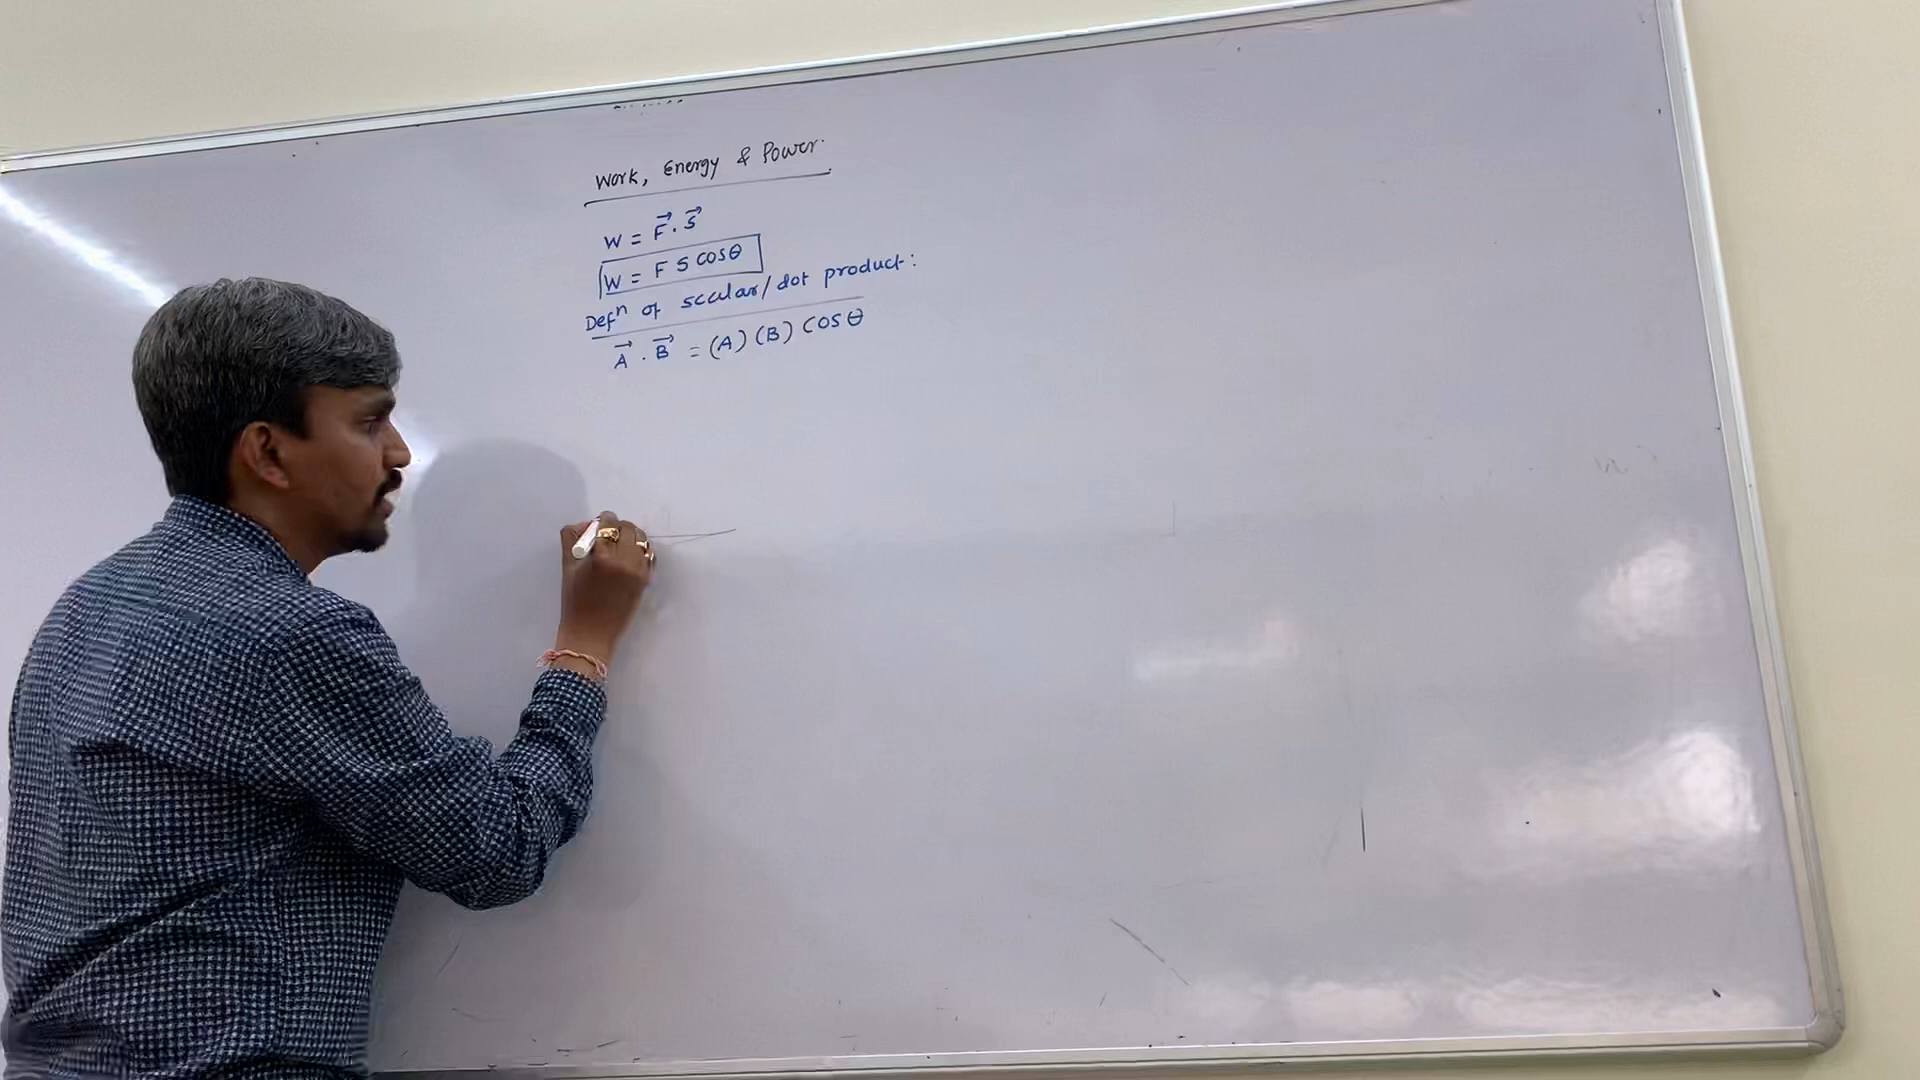 Work, Energy & Power.
W = F⃗ . S⃗
W = F S cosθ
Defⁿ of scalar/dot product:
A⃗ . B⃗ = (A) (B) cosθ